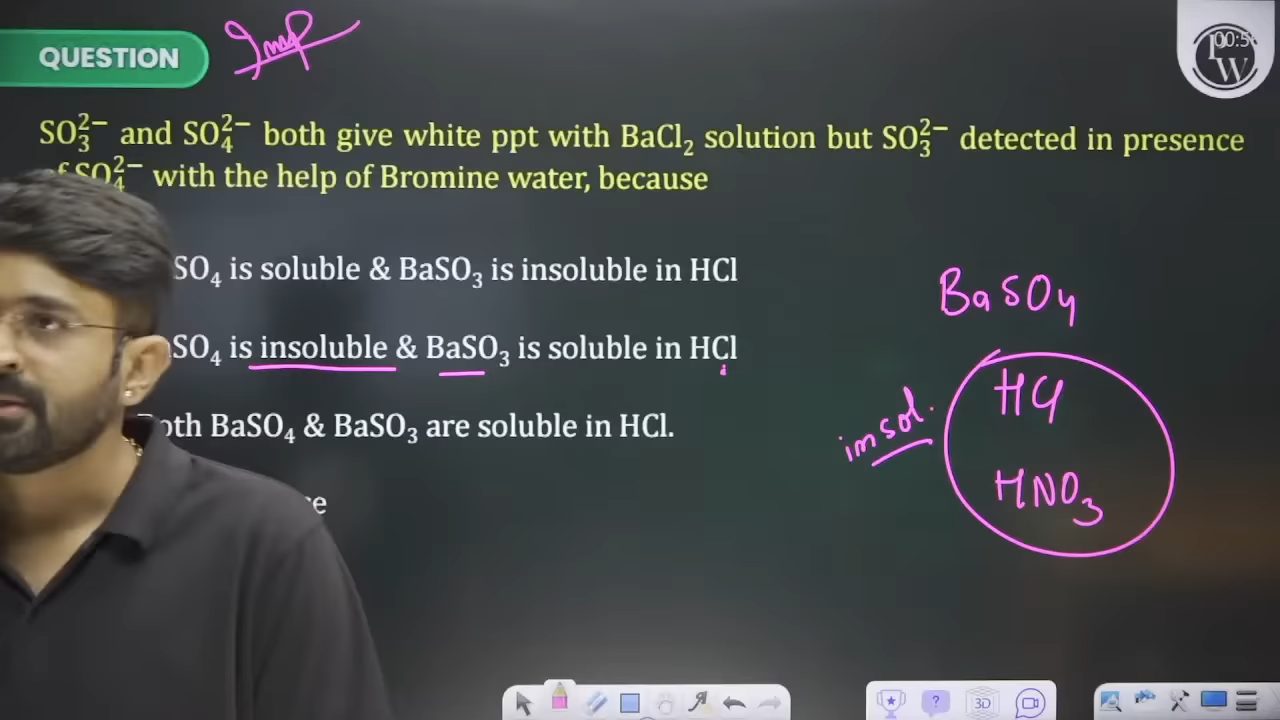 QUESTION
Imp
SO₃²⁻ and SO₄²⁻ both give white ppt with BaCl₂ solution but SO₃²⁻ detected in presence
SO₄²⁻ with the help of Bromine water, because
SO₄ is soluble & BaSO₃ is insoluble in HCl
SO₄ is insoluble & BaSO₃ is soluble in HCl
oth BaSO₄ & BaSO₃ are soluble in HCl.
BaSO₄
HCl
insol.
HNO₃
PW
3D